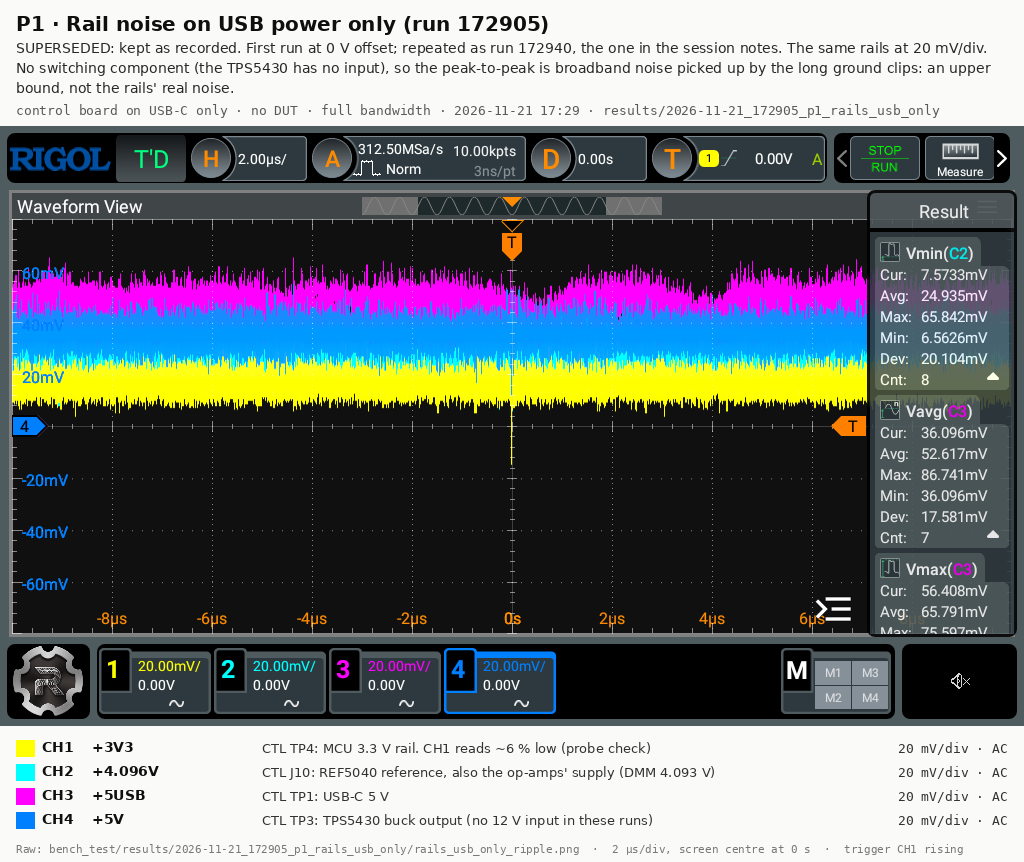 P1 · Rail noise on USB power only (run 172905)
SUPERSEDED: kept as recorded. First run at 0 V offset; repeated as run 172940, the one in the session notes. The same rails at 20 mV/div.
No switching component (the TPS5430 has no input), so the peak-to-peak is broadband noise picked up by the long ground clips: an upper
bound, not the rails' real noise.
control board on USB-C only · no DUT · full bandwidth · 2026-11-21 17:29 · results/2026-11-21_172905_p1_rails_usb_only
RIGOL T'D H 2.00µs/ A 312.50MSa/s 10.00kpts Norm 3ns/pt D 0.00s T 1 0.00V A STOP RUN Measure
Waveform View
Result
T
60mV
40mV
20mV
4
T
-20mV
-40mV
-60mV
-8µs -6µs -4µs -2µs 0s 2µs 4µs 6µs
Vmin(C2)
Cur: 7.5733mV
Avg: 24.935mV
Max: 65.842mV
Min: 6.5626mV
Dev: 20.104mV
Cnt: 8
Vavg(C3)
Cur: 36.096mV
Avg: 52.617mV
Max: 86.741mV
Min: 36.096mV
Dev: 17.581mV
Cnt: 7
Vmax(C3)
Cur: 56.408mV
Avg: 65.791mV
Max: 75.597mV
1 20.00mV/ 0.00V
2 20.00mV/ 0.00V
3 20.00mV/ 0.00V
4 20.00mV/ 0.00V
M M1 M3
M2 M4
CH1 +3V3 CTL TP4: MCU 3.3 V rail. CH1 reads ~6 % low (probe check) 20 mV/div · AC
CH2 +4.096V CTL J10: REF5040 reference, also the op-amps' supply (DMM 4.093 V) 20 mV/div · AC
CH3 +5USB CTL TP1: USB-C 5 V 20 mV/div · AC
CH4 +5V CTL TP3: TPS5430 buck output (no 12 V input in these runs) 20 mV/div · AC
Raw: bench_test/results/2026-11-21_172905_p1_rails_usb_only/rails_usb_only_ripple.png · 2 µs/div, screen centre at 0 s · trigger CH1 rising